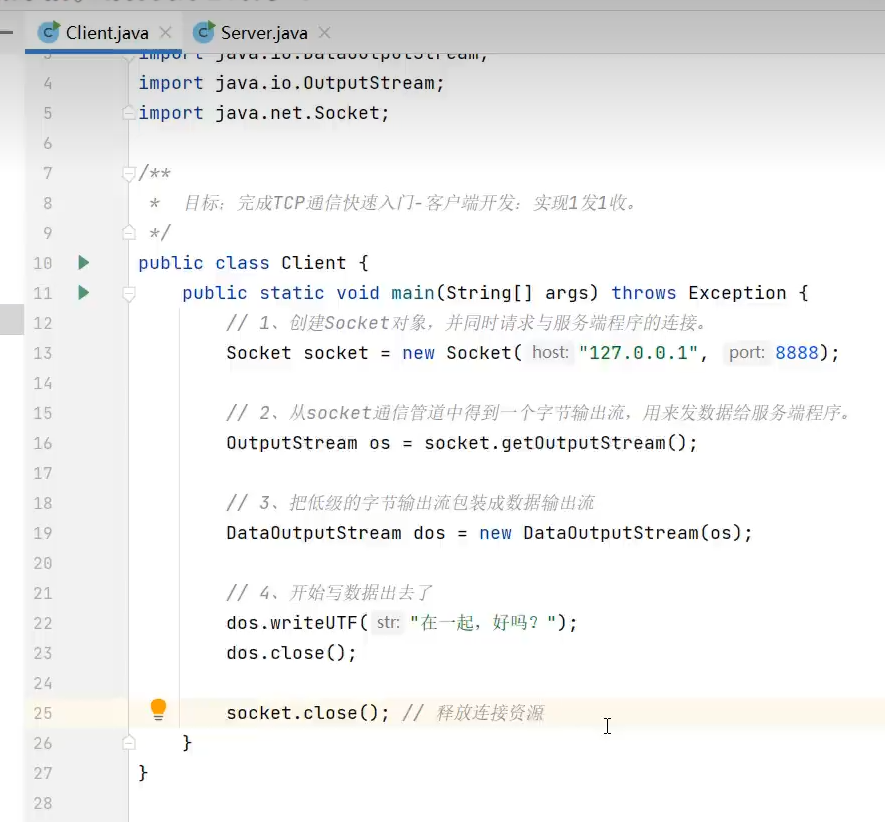 Client.java Server.java
3 import java.io.DataOutputStream;
4 import java.io.OutputStream;
5 import java.net.Socket;
6
7 /**
8 * 目标：完成TCP通信快速入门-客户端开发：实现1发1收。
9 */
10 public class Client {
11 public static void main(String[] args) throws Exception {
12 // 1、创建Socket对象，并同时请求与服务端程序的连接。
13 Socket socket = new Socket( host: "127.0.0.1", port: 8888);
14
15 // 2、从socket通信管道中得到一个字节输出流，用来发数据给服务端程序。
16 OutputStream os = socket.getOutputStream();
17
18 // 3、把低级的字节输出流包装成数据输出流
19 DataOutputStream dos = new DataOutputStream(os);
20
21 // 4、开始写数据出去了
22 dos.writeUTF( str: "在一起，好吗？");
23 dos.close();
24
25 socket.close(); // 释放连接资源
26 }
27 }
28